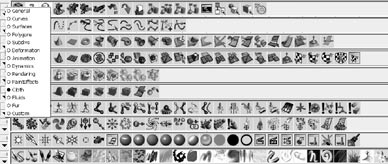 General
Curves
Surfaces
Polygons
Subdivs
Deformation
Animation
Dynamics
Rendering
PaintEffects
Cloth
Fluids
Fur
Custom